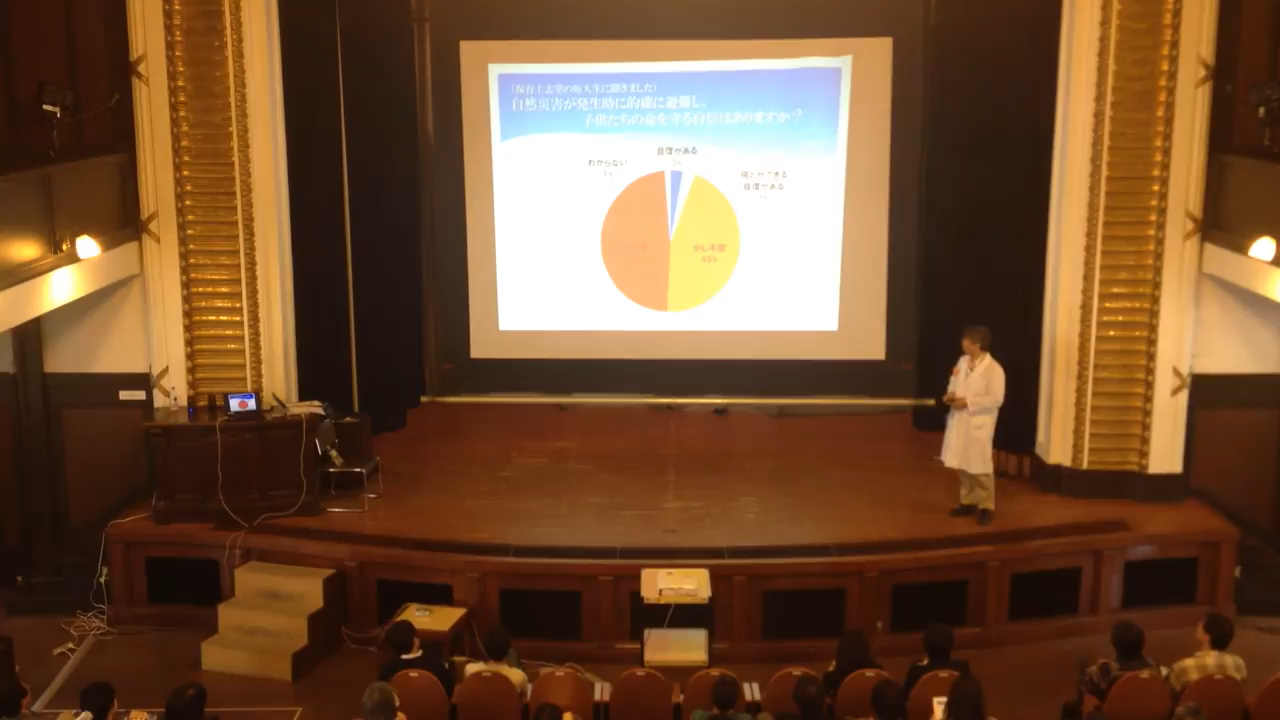 (保育士志望の短大生に聞きました)
自然災害が発生時に的確に避難し、
子供たちの命を守る自信はありますか？
自信がある
わからない
何とかできる
自信がある
少し不安
45%